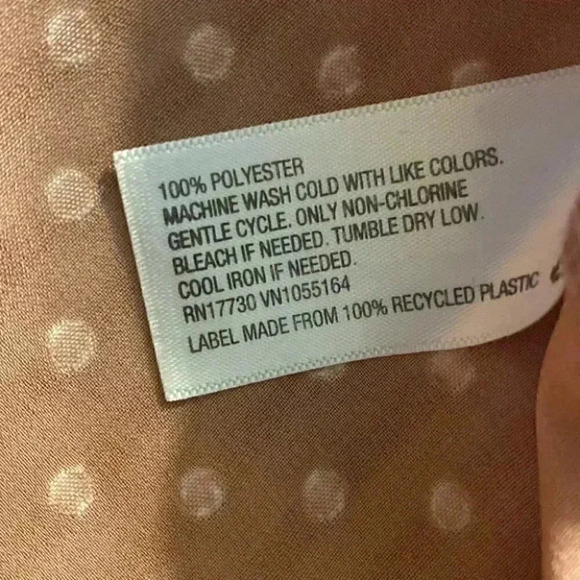 100% POLYESTER
MACHINE WASH COLD WITH LIKE COLORS.
GENTLE CYCLE. ONLY NON-CHLORINE
BLEACH IF NEEDED. TUMBLE DRY LOW.
COOL IRON IF NEEDED.
RN17730 VN1055164
LABEL MADE FROM 100% RECYCLED PLASTIC